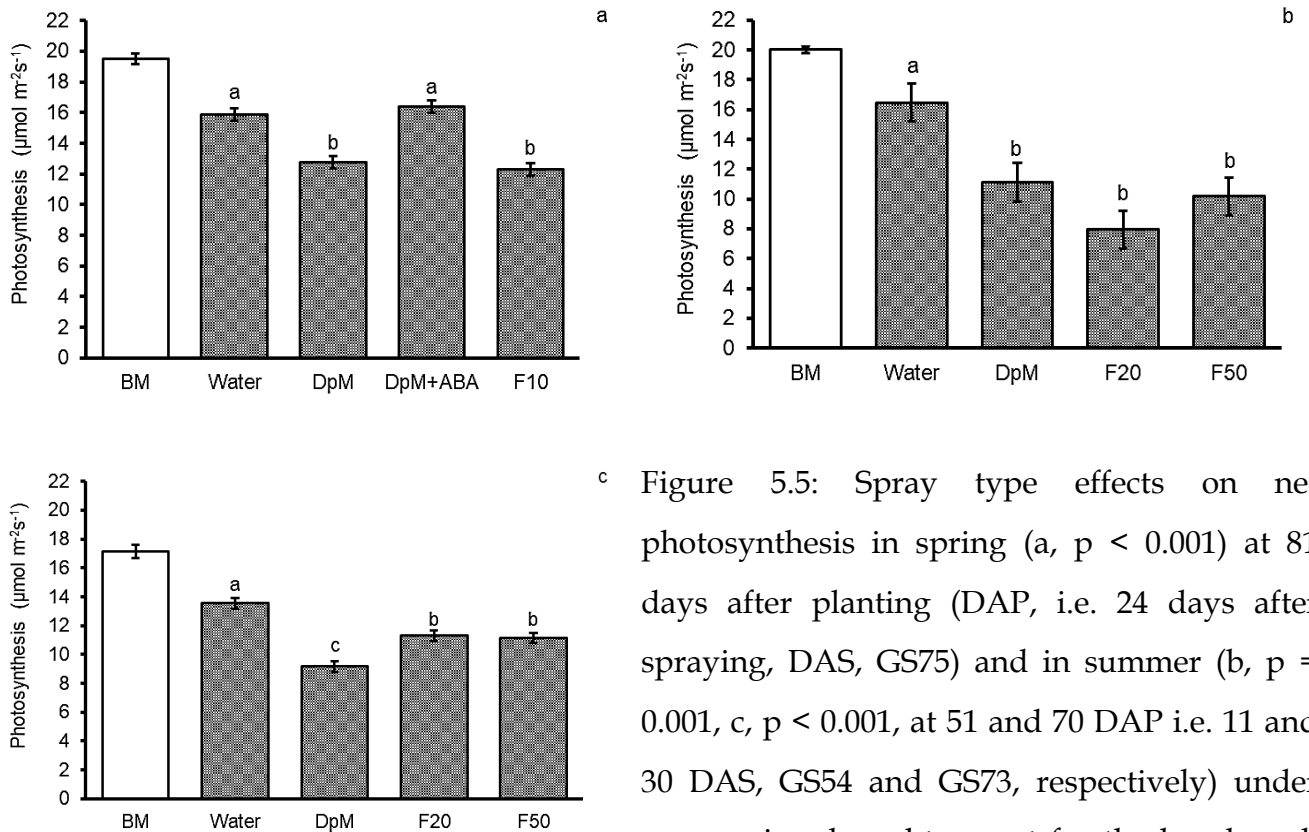 a
Photosynthesis (µmol m-2s-1)
22
20
18
16
14
12
10
8
6
4
2
0
a
b
a
b
BM Water DpM DpM+ABA F10
b
Photosynthesis (µmol m-2s-1)
22
20
18
16
14
12
10
8
6
4
2
0
a
b
b
b
BM Water DpM F20 F50
c
Photosynthesis (µmol m-2s-1)
22
20
18
16
14
12
10
8
6
4
2
0
a
c
b
b
BM Water DpM F20 F50
Figure 5.5: Spray type effects on ne
photosynthesis in spring (a, p < 0.001) at 81
days after planting (DAP, i.e. 24 days after
spraying, DAS, GS75) and in summer (b, p =
0.001, c, p < 0.001, at 51 and 70 DAP i.e. 11 and
30 DAS, GS54 and GS73, respectively) under